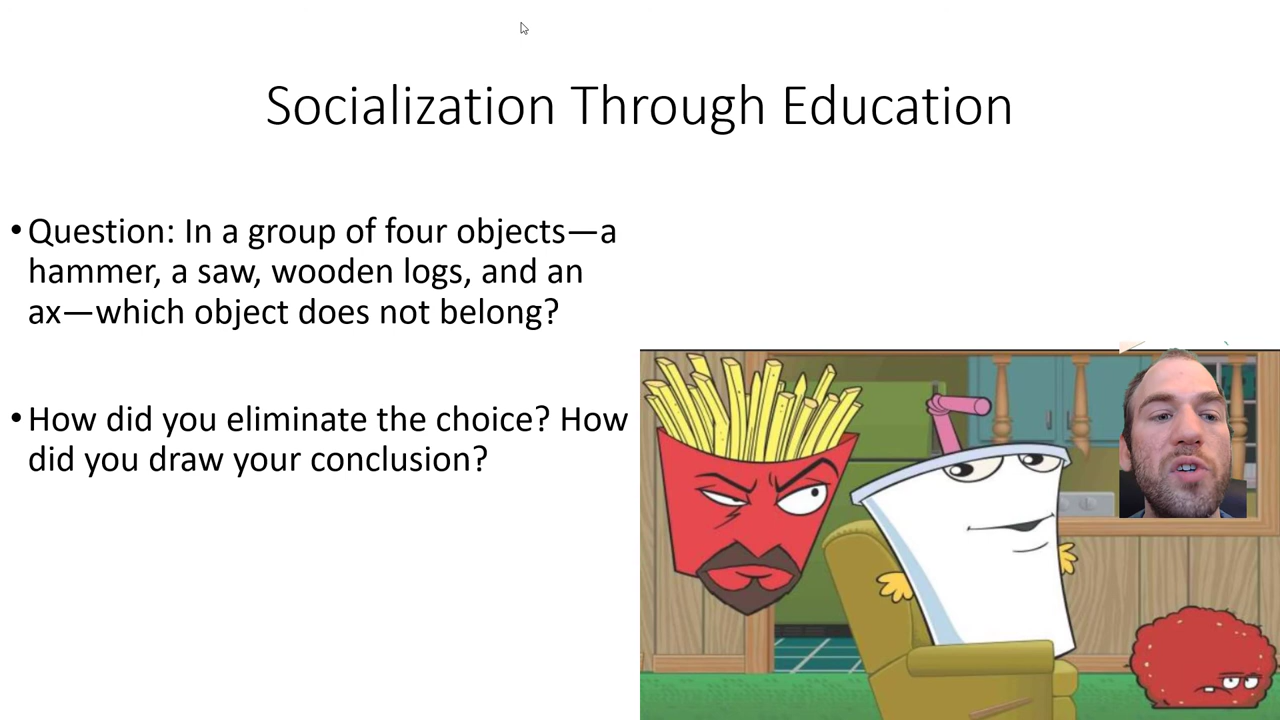 Socialization Through Education
• Question: In a group of four objects—a
hammer, a saw, wooden logs, and an
ax—which object does not belong?
• How did you eliminate the choice? How
did you draw your conclusion?